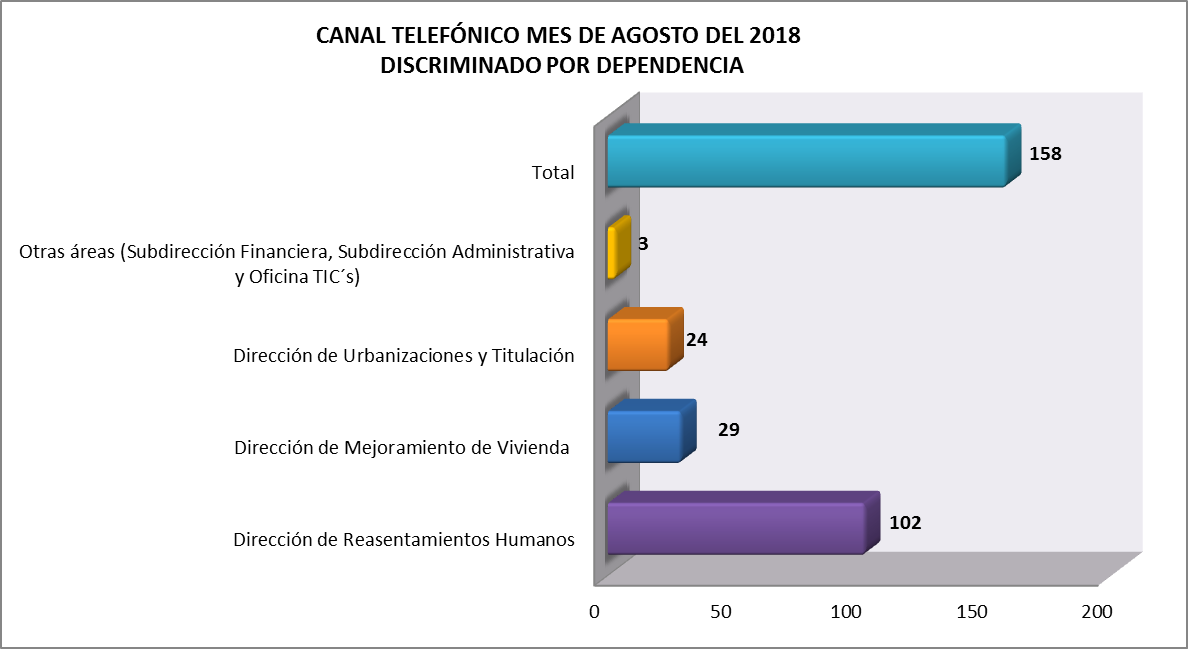 CANAL TELEFÓNICO MES DE AGOSTO DEL 2018
DISCRIMINADO POR DEPENDENCIA
Total
158
Otras áreas (Subdirección Financiera, Subdirección Administrativa
y Oficina TIC´s)
3
Dirección de Urbanizaciones y Titulación
24
Dirección de Mejoramiento de Vivienda
29
Dirección de Reasentamientos Humanos
102
0 50 100 150 200